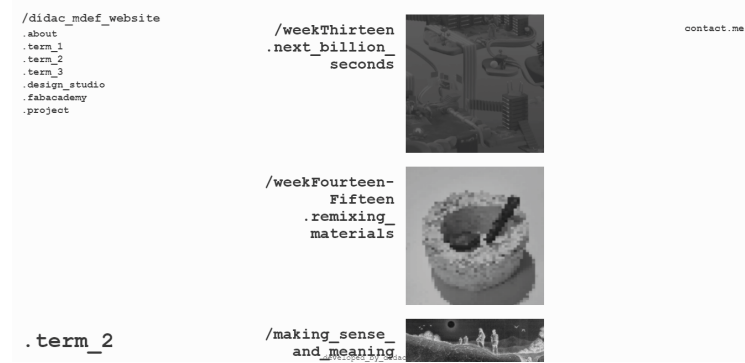 /didac_mdef_website
.about
.term_1
.term_2
.term_3
.design_studio
.fabacademy
.project
/weekThirteen
.next_billion_
seconds
contact.me
/weekFourteen-
Fifteen
.remixing_
materials
.term_2
/making_sense_
and_meaning
developed_by_didac